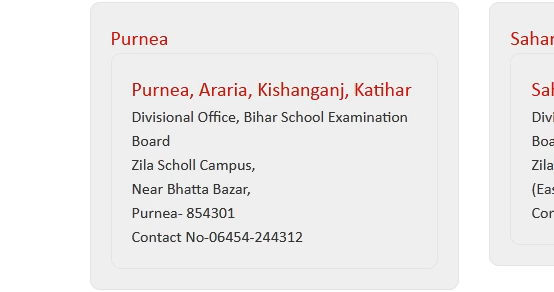 Purnea
Purnea, Araria, Kishanganj, Katihar
Divisional Office, Bihar School Examination
Board
Zila Scholl Campus,
Near Bhatta Bazar,
Purnea- 854301
Contact No-06454-244312